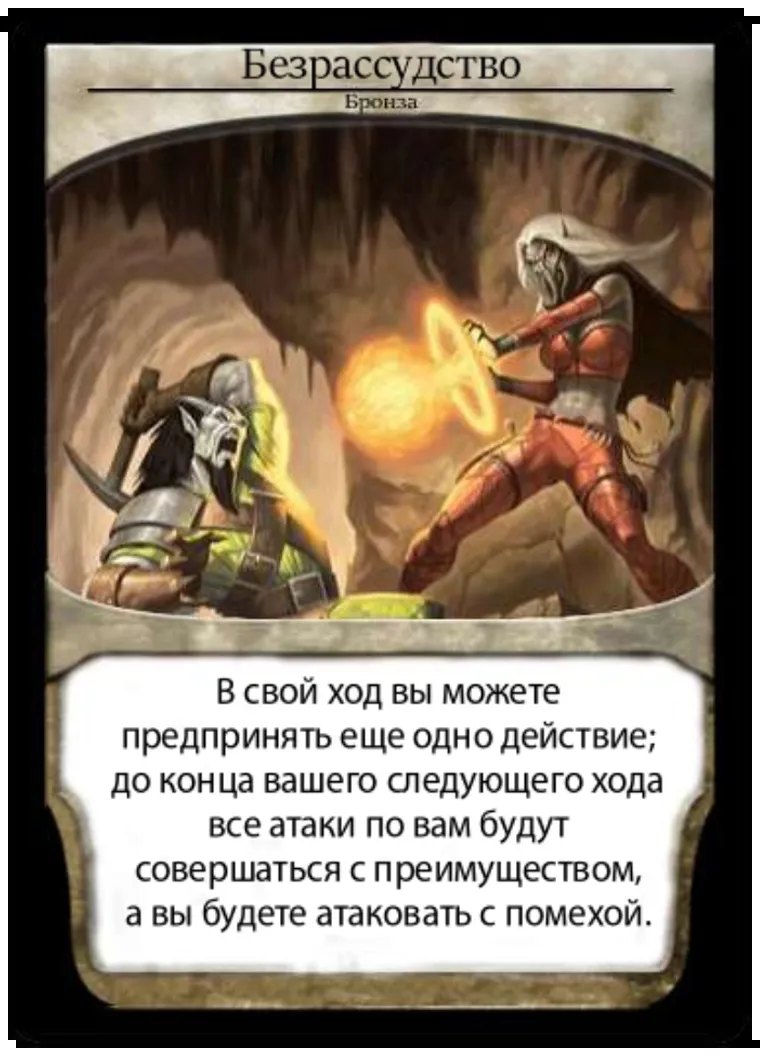 Безрассудство
Бронза
В свой ход вы можете
предпринять еще одно действие;
до конца вашего следующего хода
все атаки по вам будут
совершаться с преимуществом,
а вы будете атаковать с помехой.